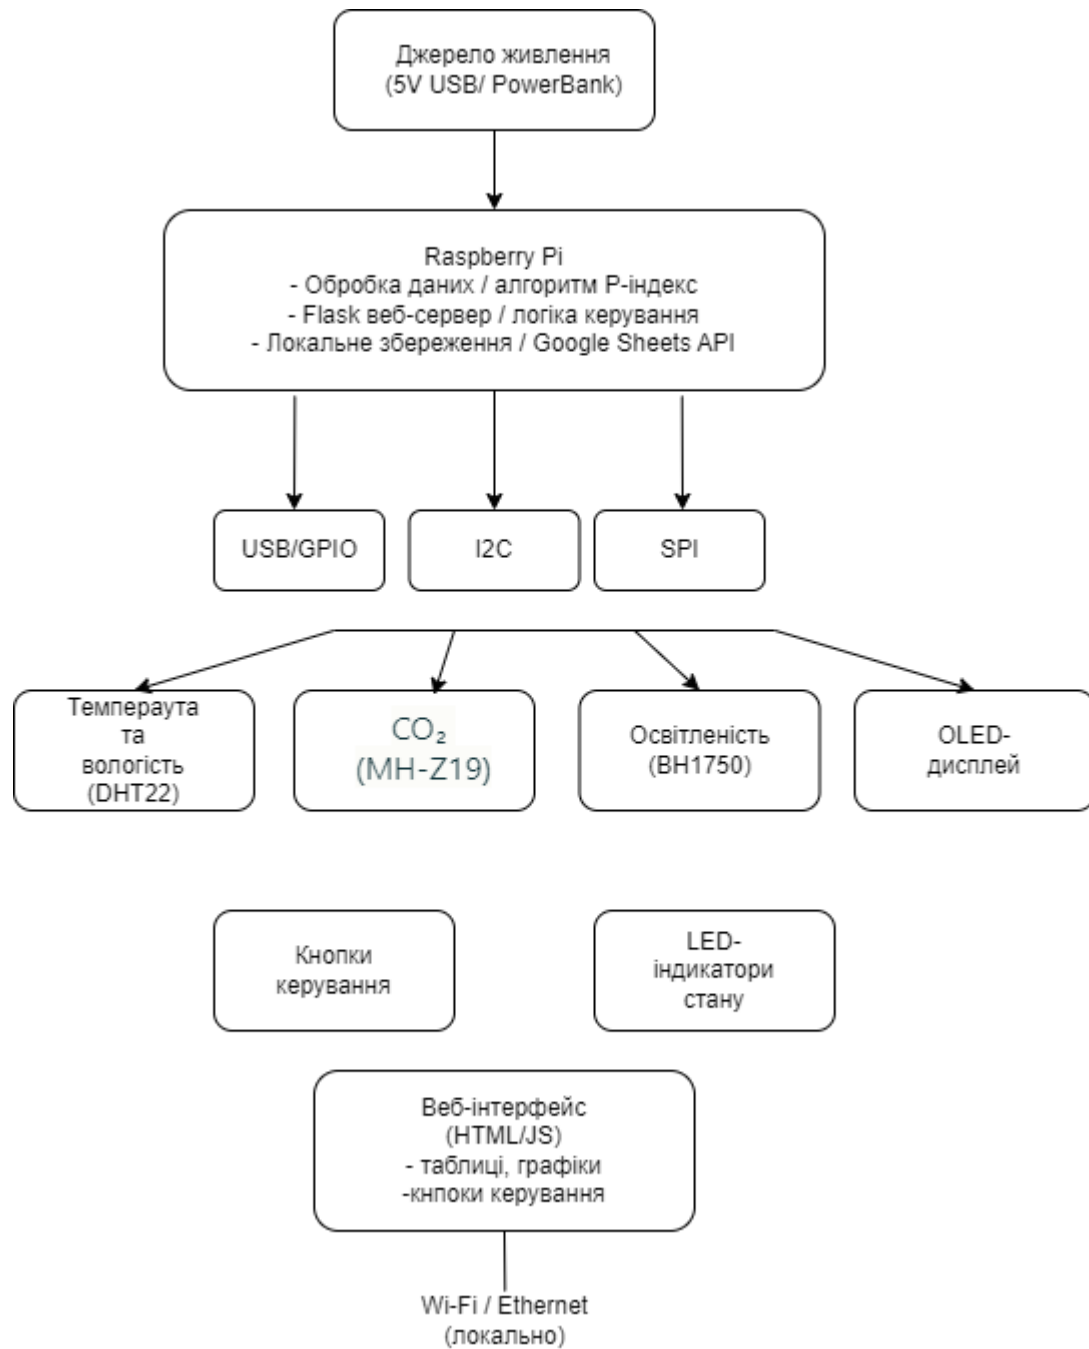 Джерело живлення
(5V USB/ PowerBank)
Raspberry Pi
- Обробка даних / алгоритм P-індекс
- Flask веб-сервер / логіка керування
- Локальне збереження / Google Sheets API
USB/GPIO
I2C
SPI
Темпераута
та
вологість
(DHT22)
CO₂
(MH-Z19)
Освітленість
(BH1750)
OLED-
дисплей
Кнопки
керування
LED-
індикатори
стану
Веб-інтерфейс
(HTML/JS)
- таблиці, графіки
-кнпоки керування
Wi-Fi / Ethernet
(локально)